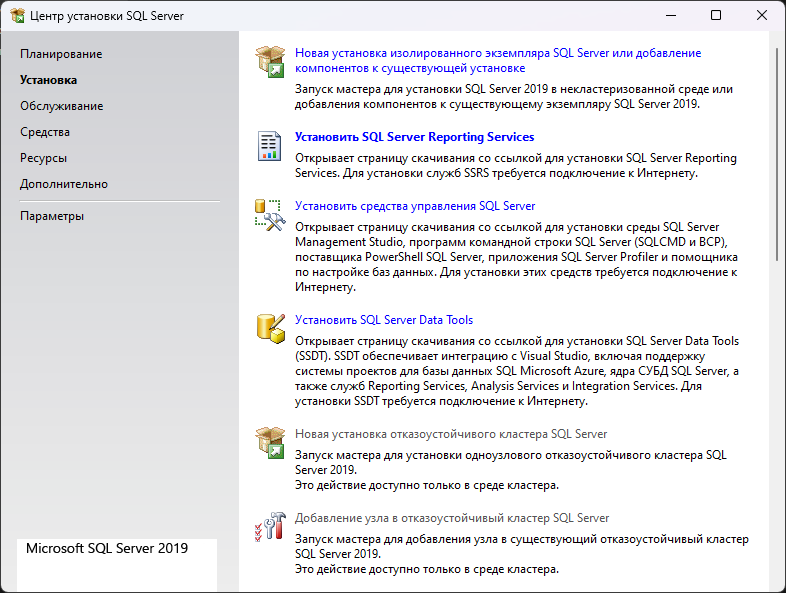 Центр установки SQL Server
Планирование
Установка
Обслуживание
Средства
Ресурсы
Дополнительно
Параметры
Microsoft SQL Server 2019
Новая установка изолированного экземпляра SQL Server или добавление
компонентов к существующей установке
Запуск мастера для установки SQL Server 2019 в некластеризованной среде или
добавления компонентов к существующему экземпляру SQL Server 2019.
Установить SQL Server Reporting Services
Открывает страницу скачивания со ссылкой для установки SQL Server Reporting
Services. Для установки служб SSRS требуется подключение к Интернету.
Установить средства управления SQL Server
Открывает страницу скачивания со ссылкой для установки среды SQL Server
Management Studio, программ командной строки SQL Server (SQLCMD и BCP),
поставщика PowerShell SQL Server, приложения SQL Server Profiler и помощника
по настройке баз данных. Для установки этих средств требуется подключение к
Интернету.
Установить SQL Server Data Tools
Открывает страницу скачивания со ссылкой для установки SQL Server Data Tools
(SSDT). SSDT обеспечивает интеграцию с Visual Studio, включая поддержку
системы проектов для базы данных SQL Microsoft Azure, ядра СУБД SQL Server, а
также служб Reporting Services, Analysis Services и Integration Services. Для
установки SSDT требуется подключение к Интернету.
Новая установка отказоустойчивого кластера SQL Server
Запуск мастера для установки одноузлового отказоустойчивого кластера SQL
Server 2019.
Это действие доступно только в среде кластера.
Добавление узла в отказоустойчивый кластер SQL Server
Запуск мастера для добавления узла в существующий отказоустойчивый кластер
SQL Server 2019.
Это действие доступно только в среде кластера.